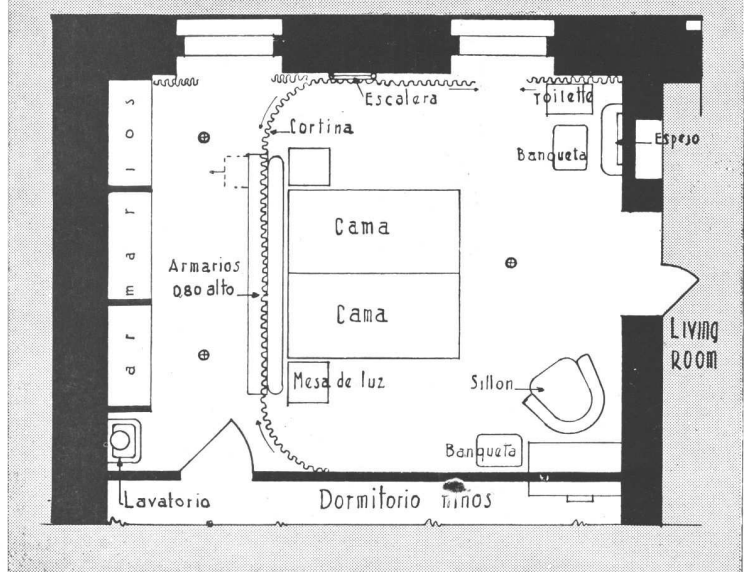 Escalera
Toilette
Cortina
Espejo
Banqueta
Cama
Armarios
0,80 alto
Cama
Living
Room
Mesa de luz
Sillon
Banqueta
Lavatorio
Dormitorio niños
armarios